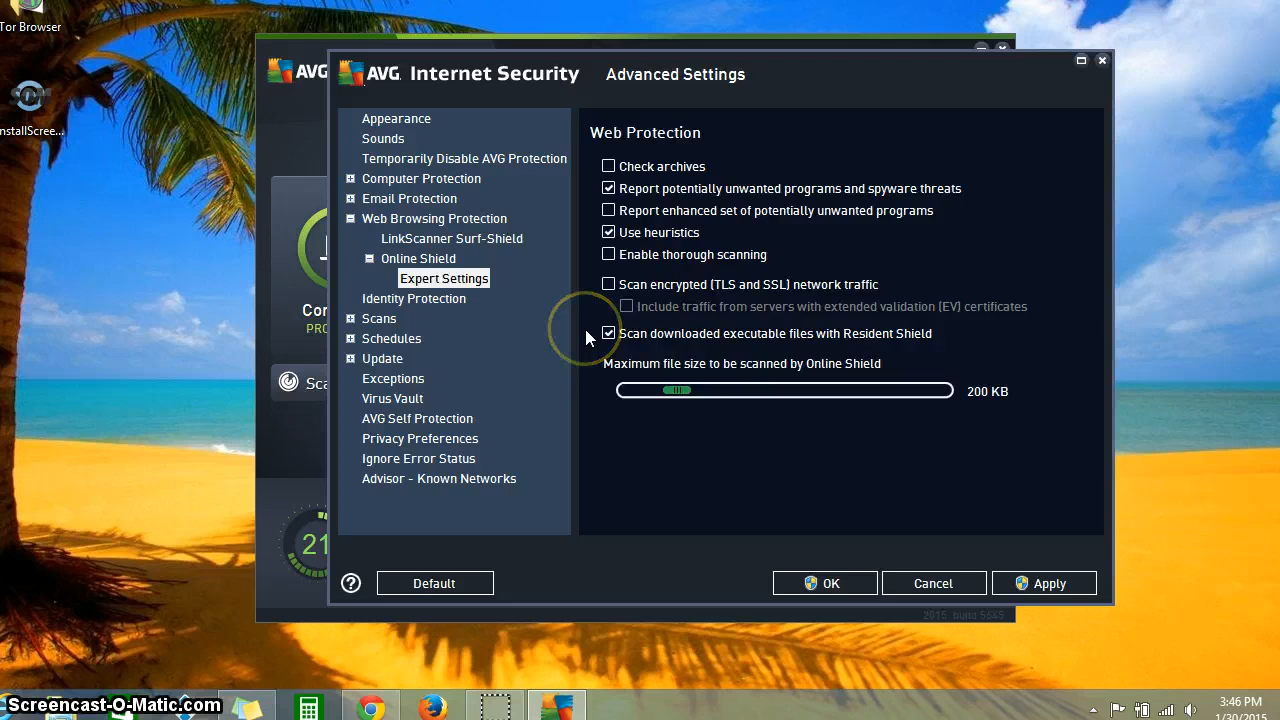 Tor Browser
nstallScree...
AVG
AVG Internet Security Advanced Settings
Appearance
Sounds
Temporarily Disable AVG Protection
Computer Protection
Email Protection
Web Browsing Protection
LinkScanner Surf-Shield
Online Shield
Expert Settings
Identity Protection
Scans
Schedules
Update
Exceptions
Virus Vault
AVG Self Protection
Privacy Preferences
Ignore Error Status
Advisor - Known Networks
Web Protection
Check archives
Report potentially unwanted programs and spyware threats
Report enhanced set of potentially unwanted programs
Use heuristics
Enable thorough scanning
Scan encrypted (TLS and SSL) network traffic
Include traffic from servers with extended validation (EV) certificates
Scan downloaded executable files with Resident Shield
Maximum file size to be scanned by Online Shield
200 KB
Com
PRO
Sca
21
Default
OK
Cancel
Apply
2015 build 5645
Screencast-O-Matic.com
3:46 PM
1/30/2015